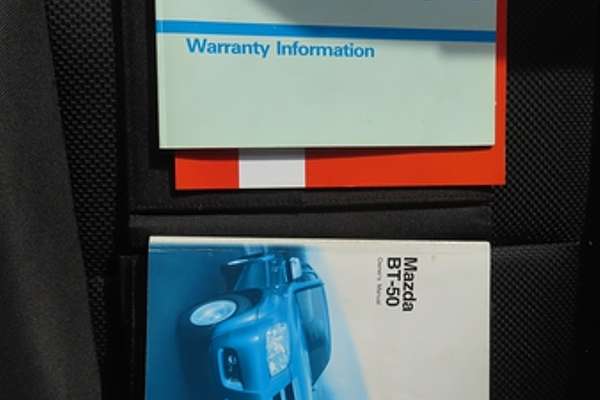 Warranty Information
Mazda
BT-50
Owner's Manual